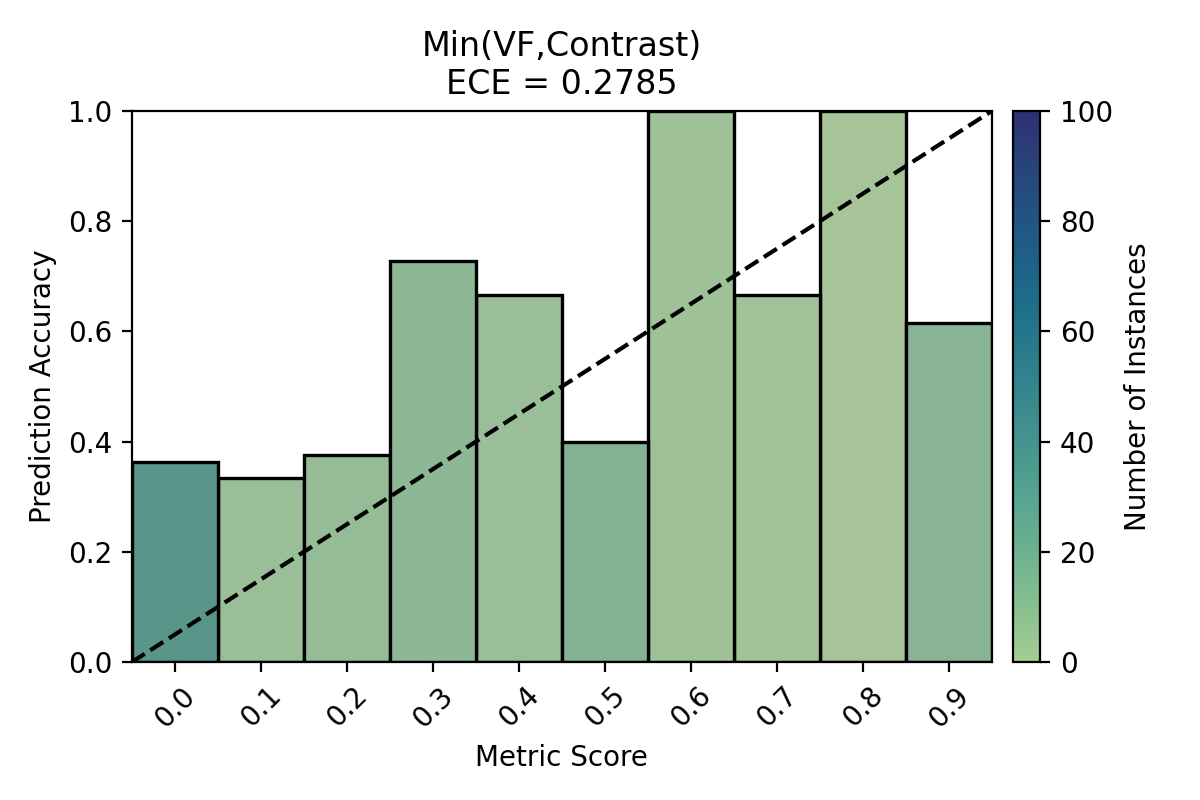 Min(VF,Contrast)
ECE = 0.2785
1.0
0.8
0.6
0.4
0.2
0.0
Prediction Accuracy
0.0 0.1 0.2 0.3 0.4 0.5 0.6 0.7 0.8 0.9
Metric Score
100
80
60
40
20
0
Number of Instances